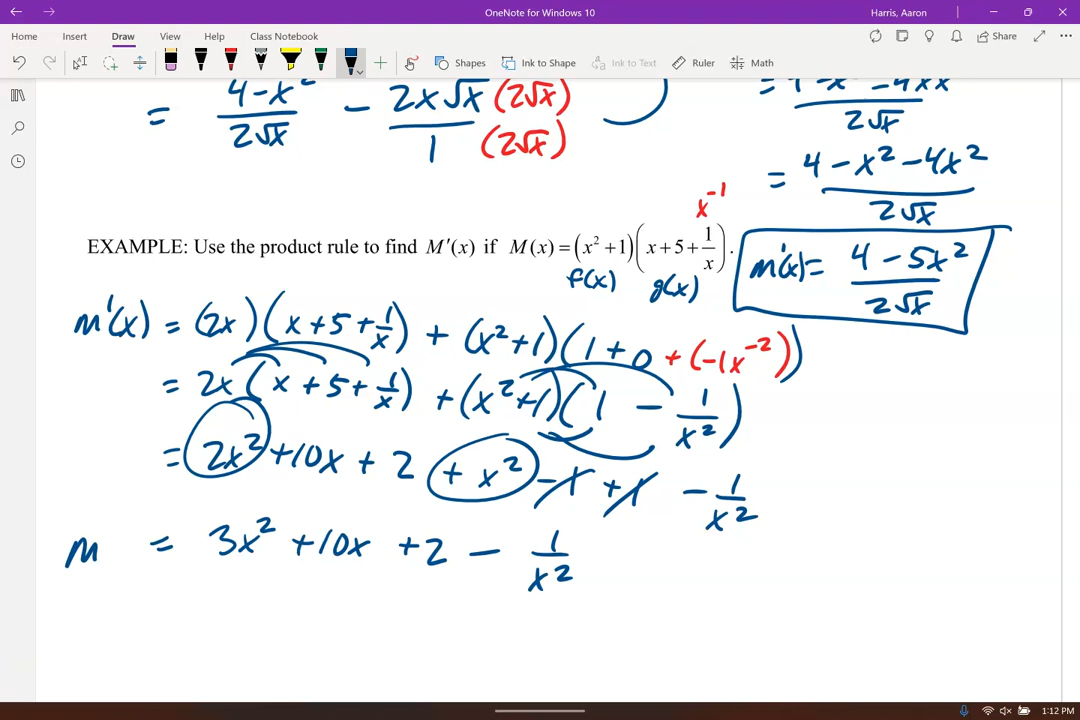 OneNote for Windows 10
Harris, Aaron
Home Insert Draw View Help Class Notebook
Share
Shapes Ink to Shape Ink to Text Ruler Math
= 4-x² / 2√x - 2x√x (2√x) / 1 (2√x)
2√x
= 4-x²-4x² / 2√x
x⁻¹
EXAMPLE: Use the product rule to find M′(x) if M(x) = (x² + 1)(x + 5 + 1/x).
f(x) g(x)
m'(x) = 4-5x² / 2√x
m'(x) = (2x)(x+5+1/x) + (x²+1)(1+0+(-1x⁻²))
= 2x(x+5+1/x) + (x²+1)(1 - 1/x²)
= 2x²+10x+2+x²-1+1-1/x²
m = 3x²+10x+2-1/x²
1:12 PM